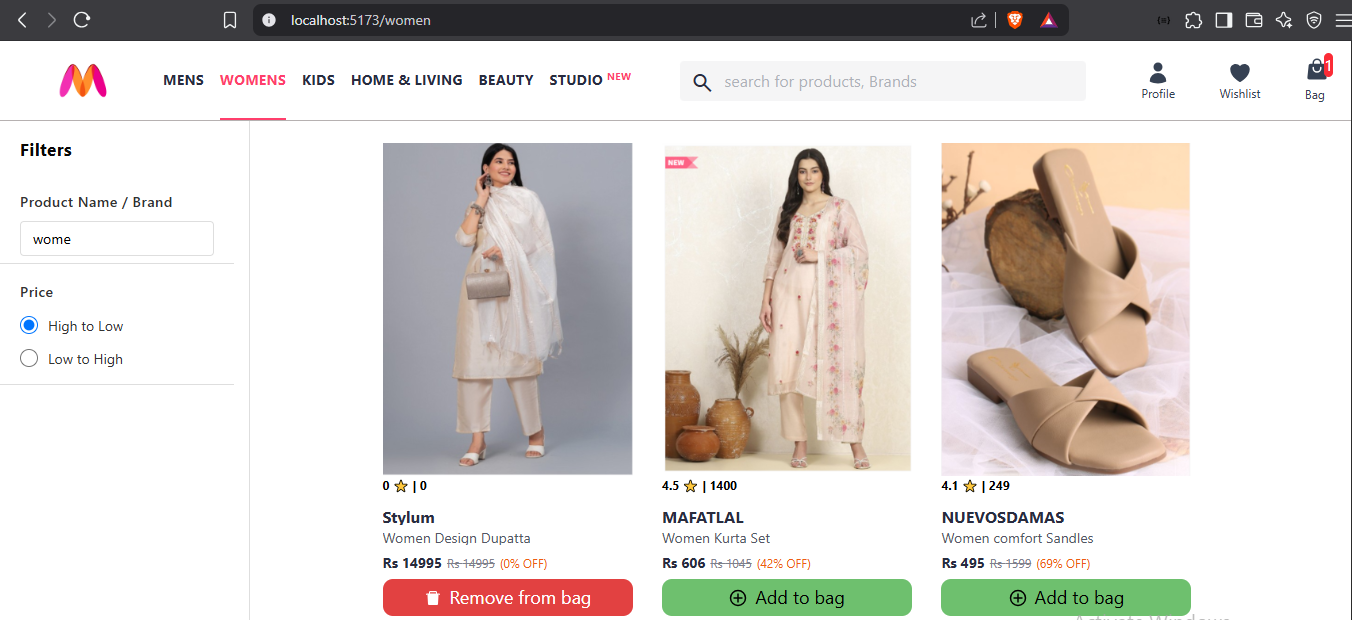 localhost:5173/women
MENS WOMENS KIDS HOME & LIVING BEAUTY STUDIO NEW
search for products, Brands
Profile Wishlist Bag 1
Filters
Product Name / Brand
wome
Price
High to Low
Low to High
NEW
0 ⭐ | 0
Stylum
Women Design Dupatta
Rs 14995 Rs 14995 (0% OFF)
Remove from bag
4.5 ⭐ | 1400
MAFATLAL
Women Kurta Set
Rs 606 Rs 1045 (42% OFF)
Add to bag
4.1 ⭐ | 249
NUEVOSDAMAS
Women comfort Sandles
Rs 495 Rs 1599 (69% OFF)
Add to bag